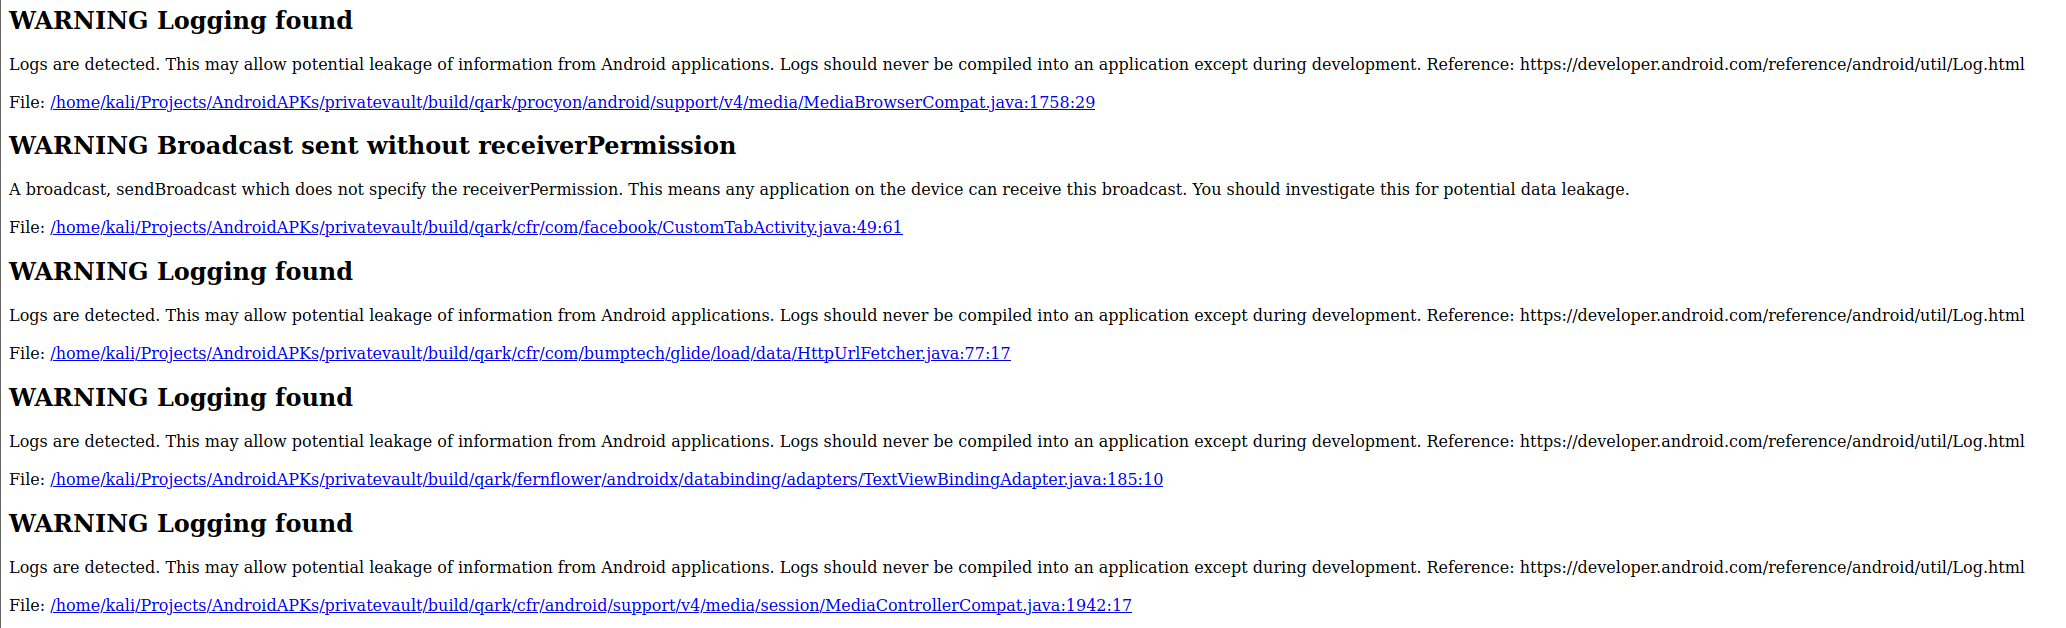 WARNING Logging found
Logs are detected. This may allow potential leakage of information from Android applications. Logs should never be compiled into an application except during development. Reference: https://developer.android.com/reference/android/util/Log.html
File: /home/kali/Projects/AndroidAPKs/privatevault/build/qark/procyon/android/support/v4/media/MediaBrowserCompat.java:1758:29
WARNING Broadcast sent without receiverPermission
A broadcast, sendBroadcast which does not specify the receiverPermission. This means any application on the device can receive this broadcast. You should investigate this for potential data leakage.
File: /home/kali/Projects/AndroidAPKs/privatevault/build/qark/cfr/com/facebook/CustomTabActivity.java:49:61
WARNING Logging found
Logs are detected. This may allow potential leakage of information from Android applications. Logs should never be compiled into an application except during development. Reference: https://developer.android.com/reference/android/util/Log.html
File: /home/kali/Projects/AndroidAPKs/privatevault/build/qark/cfr/com/bumptech/glide/load/data/HttpUrlFetcher.java:77:17
WARNING Logging found
Logs are detected. This may allow potential leakage of information from Android applications. Logs should never be compiled into an application except during development. Reference: https://developer.android.com/reference/android/util/Log.html
File: /home/kali/Projects/AndroidAPKs/privatevault/build/qark/fernflower/androidx/databinding/adapters/TextViewBindingAdapter.java:185:10
WARNING Logging found
Logs are detected. This may allow potential leakage of information from Android applications. Logs should never be compiled into an application except during development. Reference: https://developer.android.com/reference/android/util/Log.html
File: /home/kali/Projects/AndroidAPKs/privatevault/build/qark/cfr/android/support/v4/media/session/MediaControllerCompat.java:1942:17